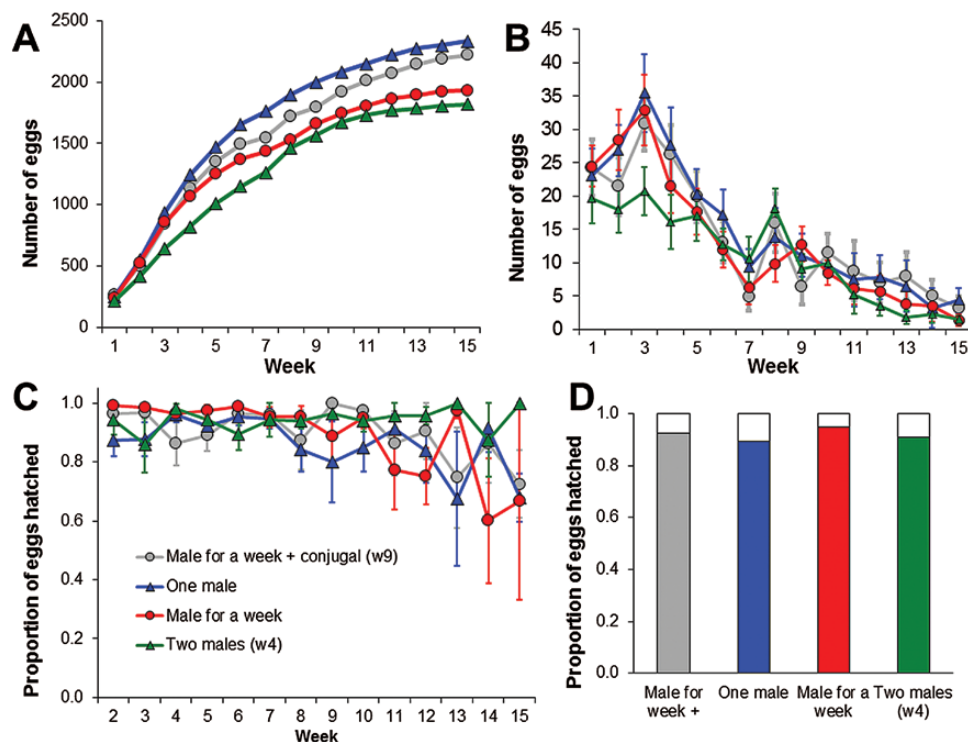 A
Number of eggs
2500
2000
1500
1000
500
0
1 3 5 7 9 11 13 15
Week
B
Number of eggs
45
40
35
30
25
20
15
10
5
0
1 3 5 7 9 11 13 15
Week
C
Proportion of eggs hatched
1.0
0.8
0.6
0.4
0.2
0.0
Male for a week + conjugal (w9)
One male
Male for a week
Two males (w4)
2 3 4 5 6 7 8 9 10 11 12 13 14 15
Week
D
Proportion of eggs hatched
1.0
0.8
0.6
0.4
0.2
0.0
Male for week +
One male
Male for a week
Two males (w4)